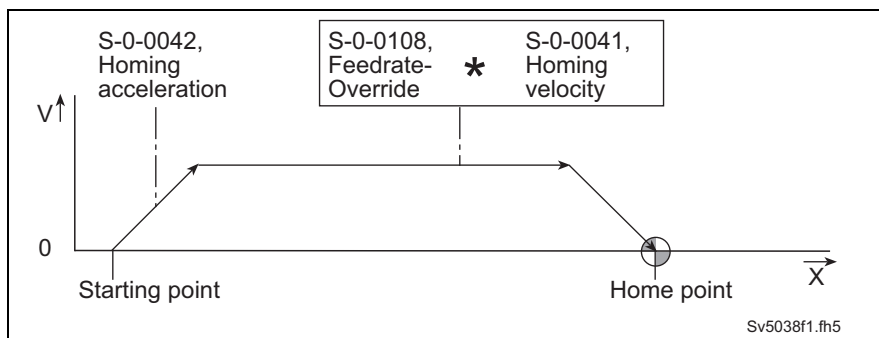 S-0-0042,
Homing
acceleration
S-0-0108,
Feedrate-
Override
*
S-0-0041,
Homing
velocity
V
0
X
Starting point
Home point
Sv5038f1.fh5